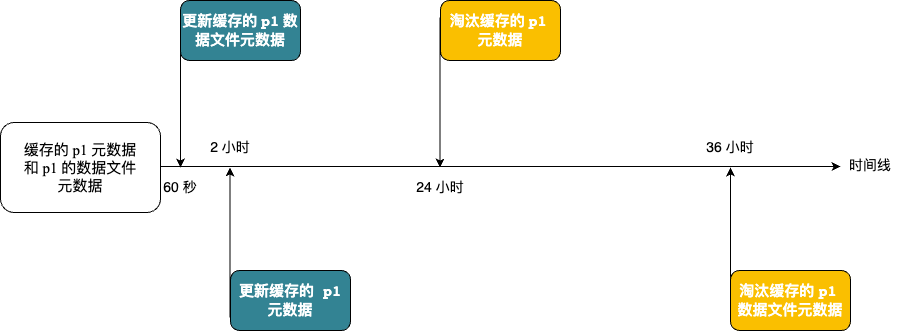 更新缓存的 p1 数
据文件元数据
淘汰缓存的 p1
元数据
缓存的 p1 元数据
和 p1 的数据文件
元数据
2 小时
36 小时
时间线
60 秒
24 小时
更新缓存的 p1
元数据
淘汰缓存的 p1
数据文件元数据